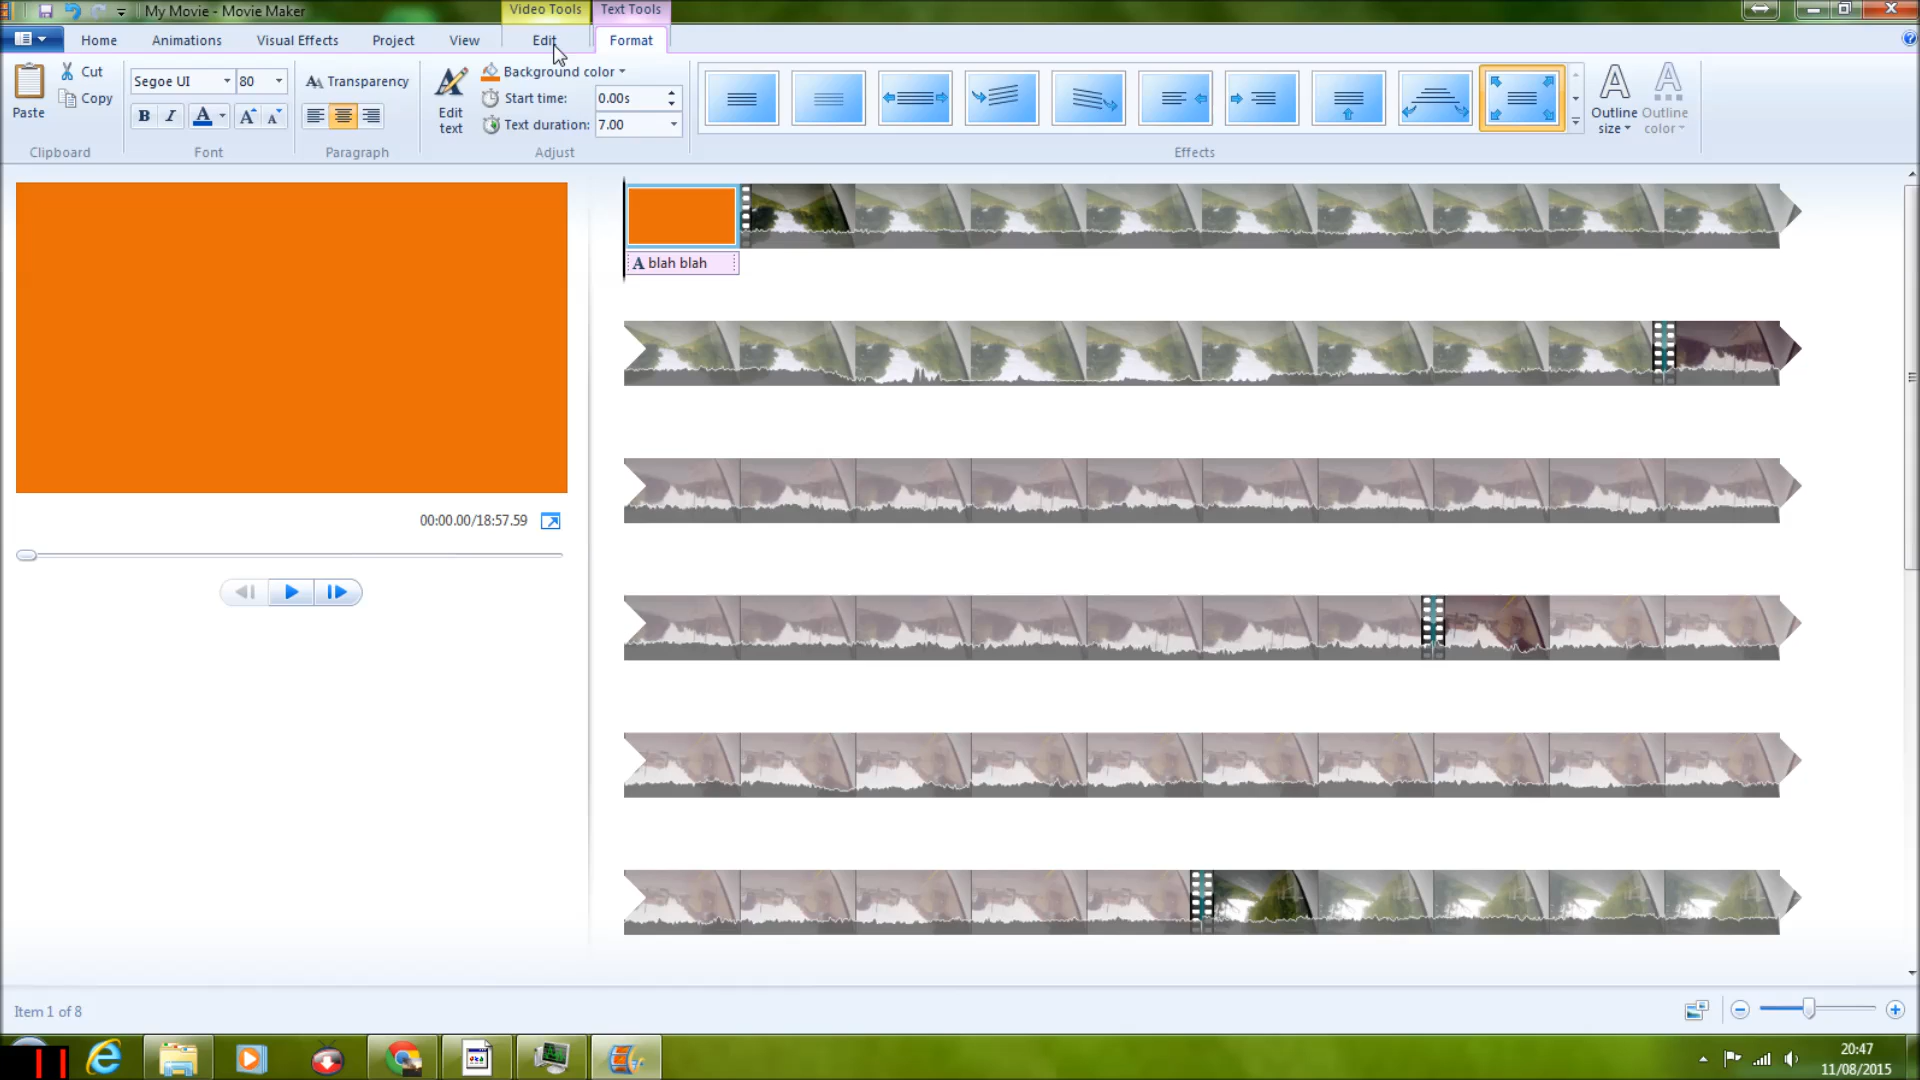 My Movie - Movie Maker
Video Tools
Text Tools
Home
Animations
Visual Effects
Project
View
Edit
Format
Paste
Cut
Copy
Clipboard
Segoe UI
80
B
I
A
A
A
Font
Transparency
Paragraph
Edit
text
Background color
Start time:
0.00s
Text duration:
7.00
Adjust
Effects
Outline
size
Outline
color
A blah blah
00:00.00/18:57.59
Item 1 of 8
20:47
11/08/2015